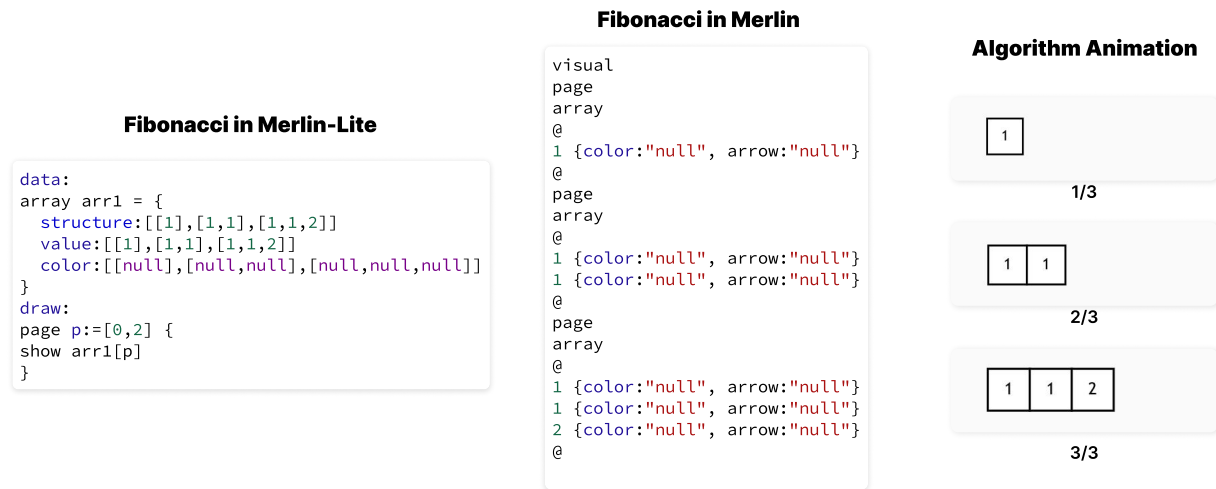 Fibonacci in Merlin-Lite
data:
array arr1 = {
  structure:[[1],[1,1],[1,1,2]]
  value:[[1],[1,1],[1,1,2]]
  color:[[null],[null,null],[null,null,null]]
}
draw:
page p:=[0,2] {
show arr1[p]
}
Fibonacci in Merlin
visual
page
array
@
1 {color:"null", arrow:"null"}
@
page
array
@
1 {color:"null", arrow:"null"}
1 {color:"null", arrow:"null"}
@
page
array
@
1 {color:"null", arrow:"null"}
1 {color:"null", arrow:"null"}
2 {color:"null", arrow:"null"}
@
Algorithm Animation
1
1/3
1 1
2/3
1 1 2
3/3